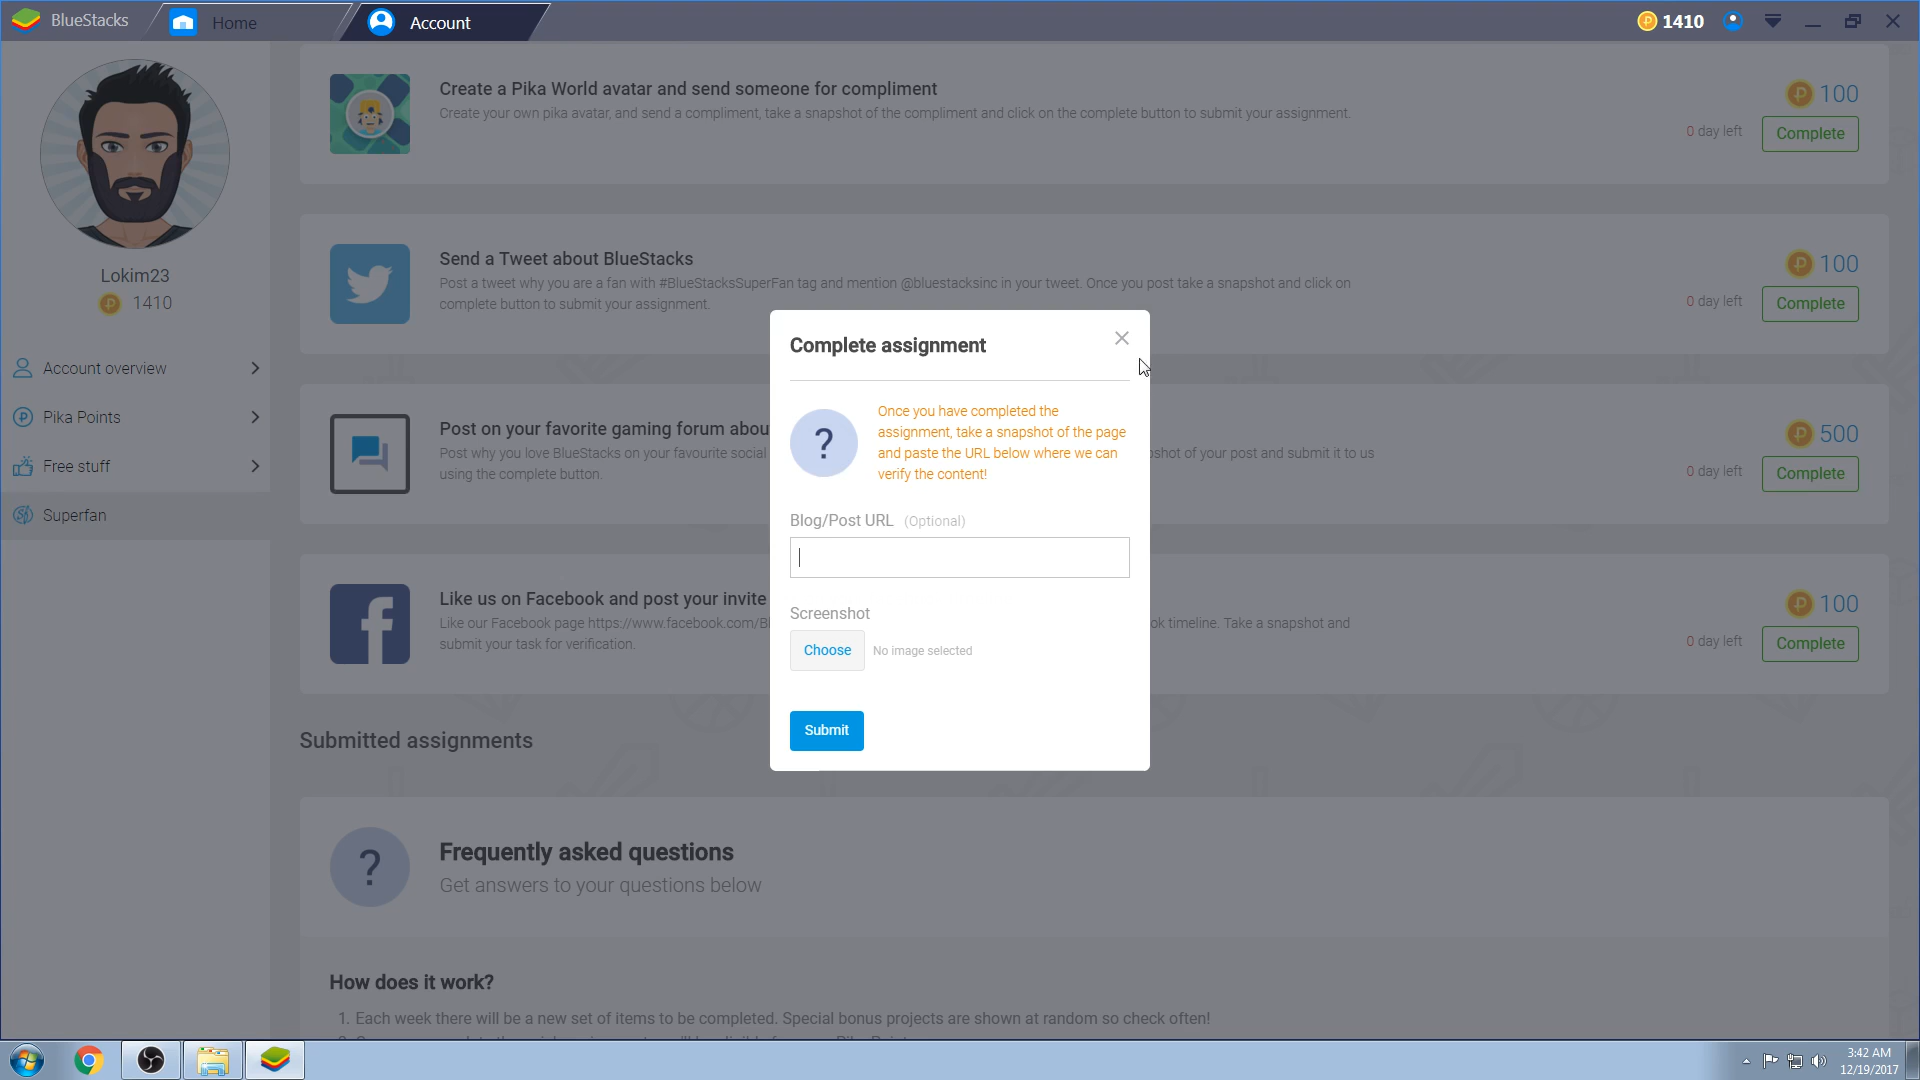 BlueStacks
Home
Account
1410
Lokim23
1410
Account overview
Pika Points
Free stuff
Superfan
Create a Pika World avatar and send someone for compliment
Create your own pika avatar, and send a compliment, take a snapshot of the compliment and click on the complete button to submit your assignment.
100
0 day left
Complete
Send a Tweet about BlueStacks
Post a tweet why you are a fan with #BlueStacksSuperFan tag and mention @bluestacksinc in your tweet. Once you post take a snapshot and click on
complete button to submit your assignment.
100
0 day left
Complete
Post on your favorite gaming forum abou
Post why you love BlueStacks on your favourite social
shot of your post and submit it to us
using the complete button.
500
0 day left
Complete
Like us on Facebook and post your invite
Like our Facebook page https://www.facebook.com/Bl
ok timeline. Take a snapshot and
submit your task for verification.
100
0 day left
Complete
Complete assignment
?
Once you have completed the
assignment, take a snapshot of the page
and paste the URL below where we can
verify the content!
Blog/Post URL (Optional)
Screenshot
Choose
No image selected
Submit
Submitted assignments
?
Frequently asked questions
Get answers to your questions below
How does it work?
1. Each week there will be a new set of items to be completed. Special bonus projects are shown at random so check often!
3:42 AM
12/19/2017